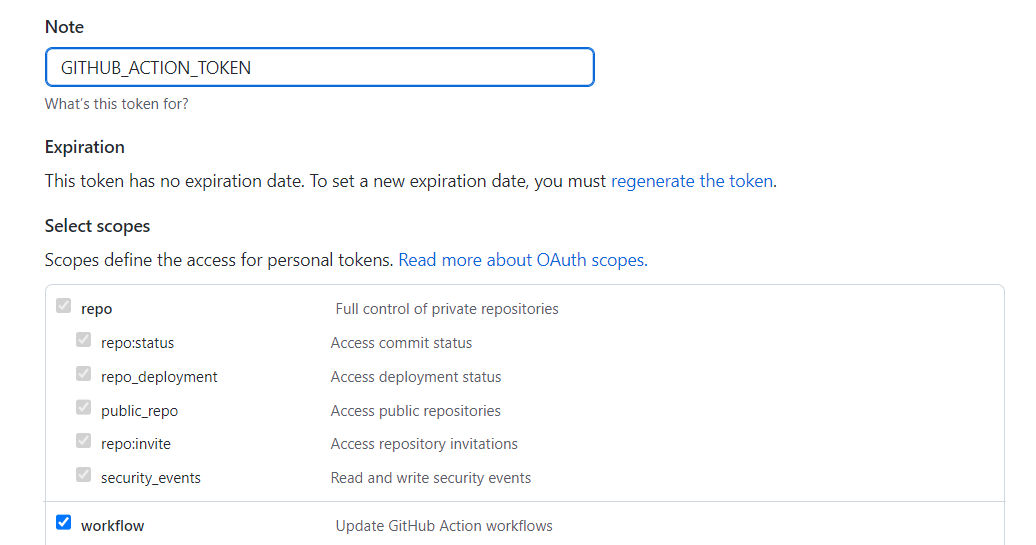 Note
GITHUB_ACTION_TOKEN
What's this token for?
Expiration
This token has no expiration date. To set a new expiration date, you must regenerate the token.
Select scopes
Scopes define the access for personal tokens. Read more about OAuth scopes.
repo Full control of private repositories
repo:status Access commit status
repo_deployment Access deployment status
public_repo Access public repositories
repo:invite Access repository invitations
security_events Read and write security events
workflow Update GitHub Action workflows